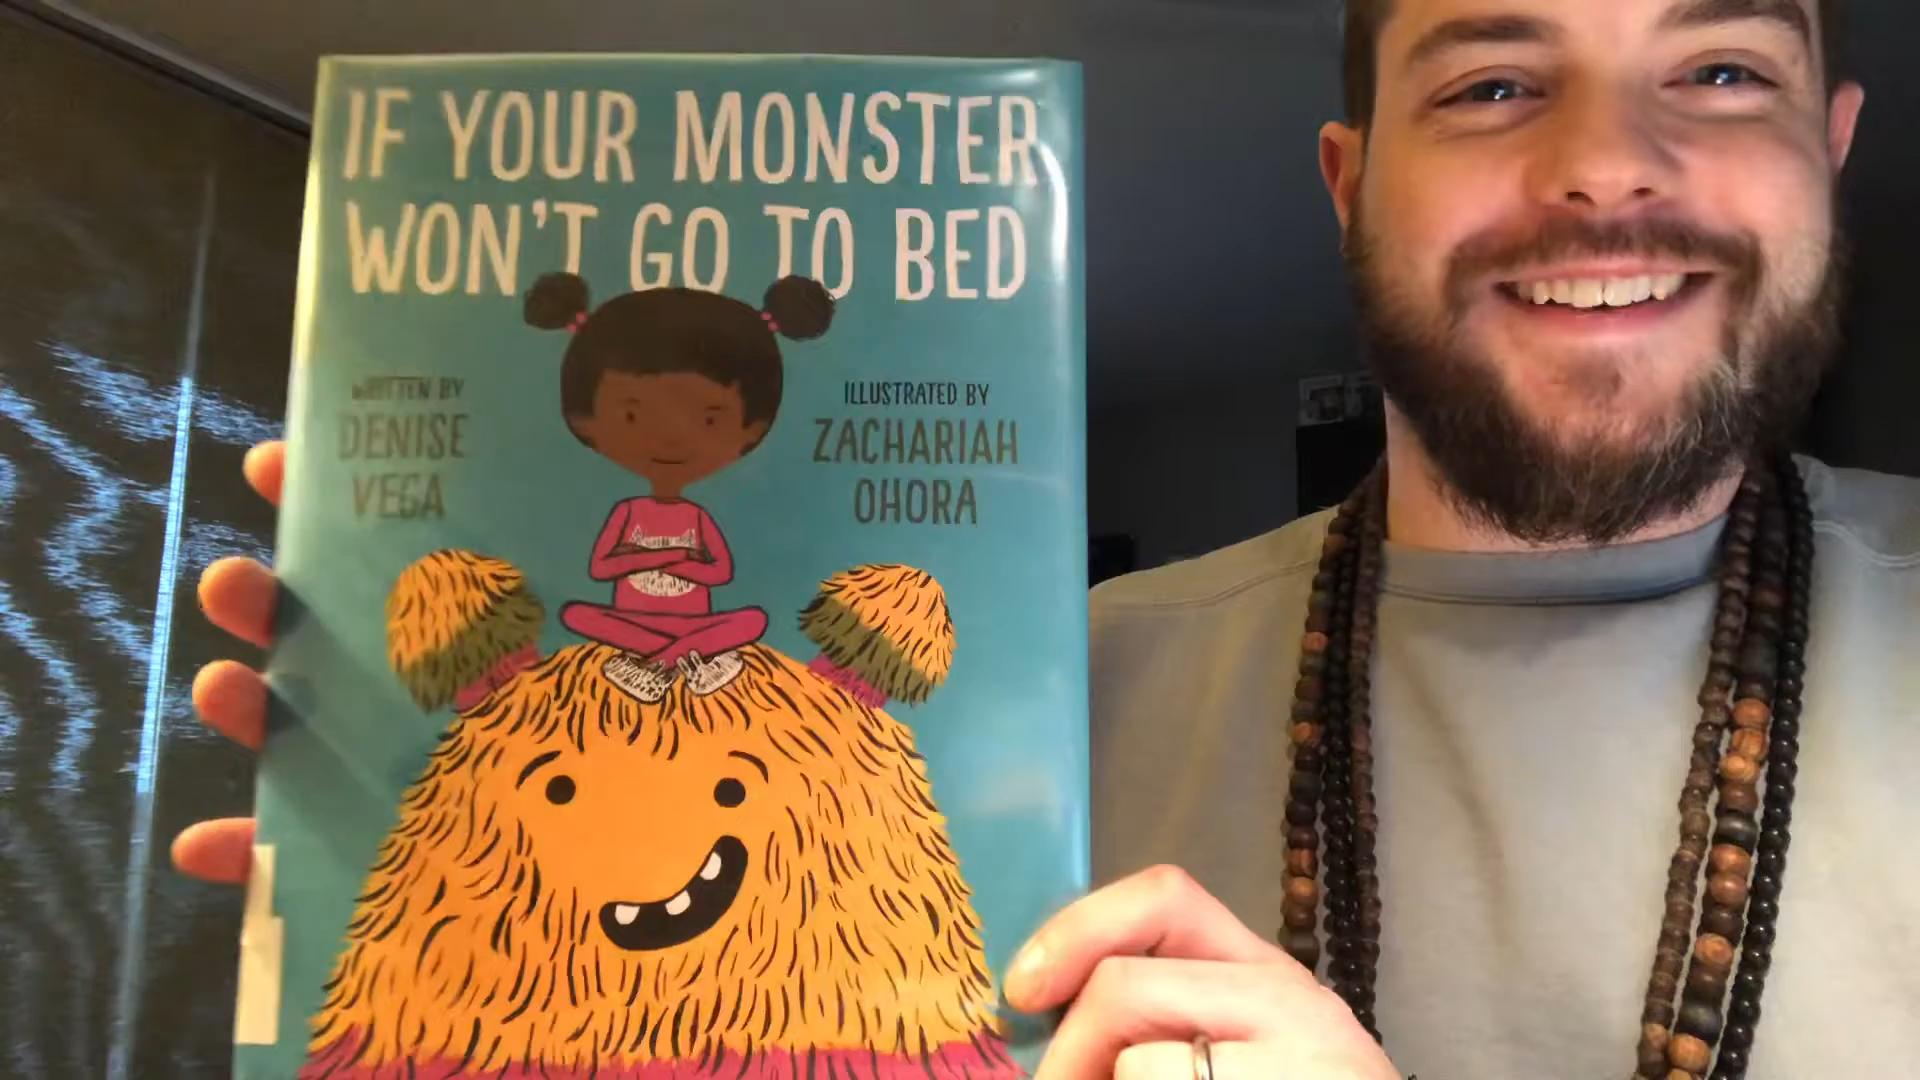 IF YOUR MONSTER
WON'T GO TO BED
WRITTEN BY
DENISE
VEGA
ILLUSTRATED BY
ZACHARIAH
OHORA